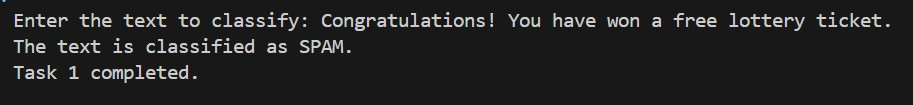 Enter the text to classify: Congratulations! You have won a free lottery ticket.
The text is classified as SPAM.
Task 1 completed.